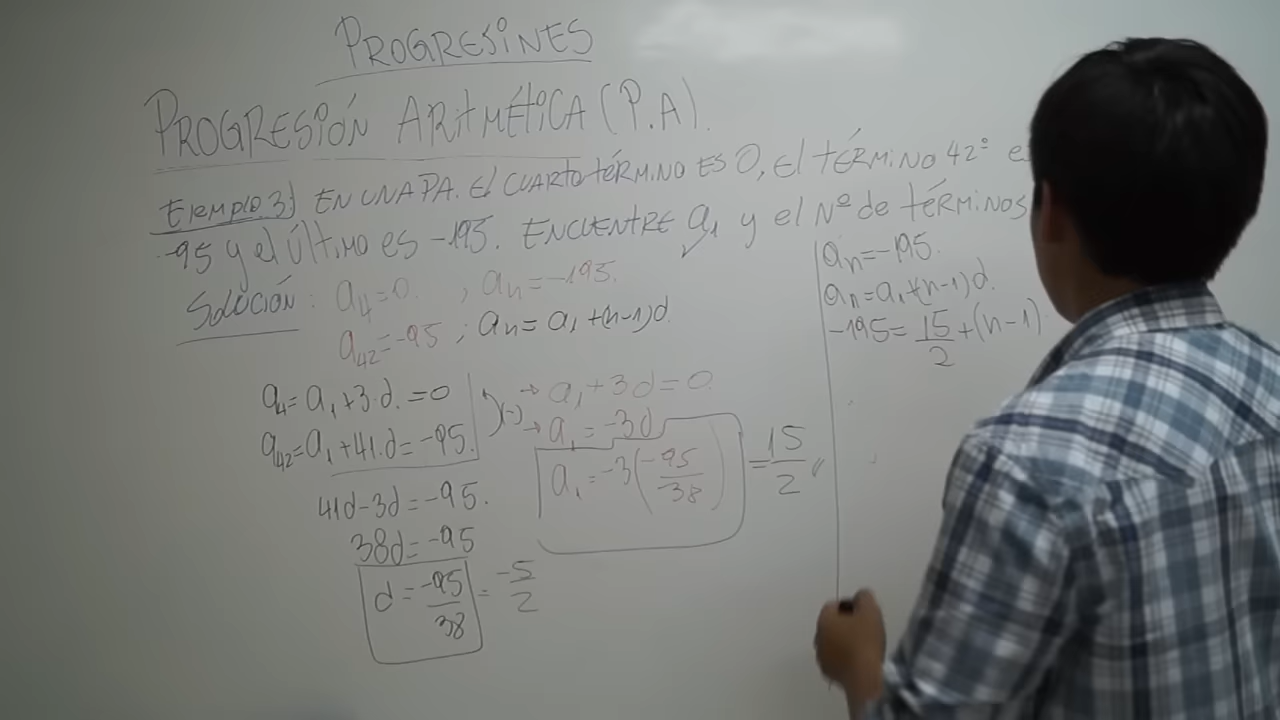 PROGRESINES
PROGRESIÓN ARITMÉTICA (P.A).
EJEMPLO.3) EN UNA PA. El CUARTO TÉRMINO ES 0, El TÉRMINO 42° e
-95 y el último es -195. ENCUENTRE a₁ y el Nº de TÉRMINOS
Solución: a₄=0. ; aₙ=-195.
a₄₂=-95 ; aₙ= a₁+(n-1)d.
a₄= a₁+3.d.=0
a₄₂=a₁+41.d=-95.
41d-3d=-95.
38d=-95
d=-95/38 = -5/2
)(-)
→ a₁+3d=0
→ a₁=-3d
a₁=-3(-95/38) = 15/2
aₙ=-195.
aₙ=a₁+(n-1)d.
-195=15/2+(n-1)